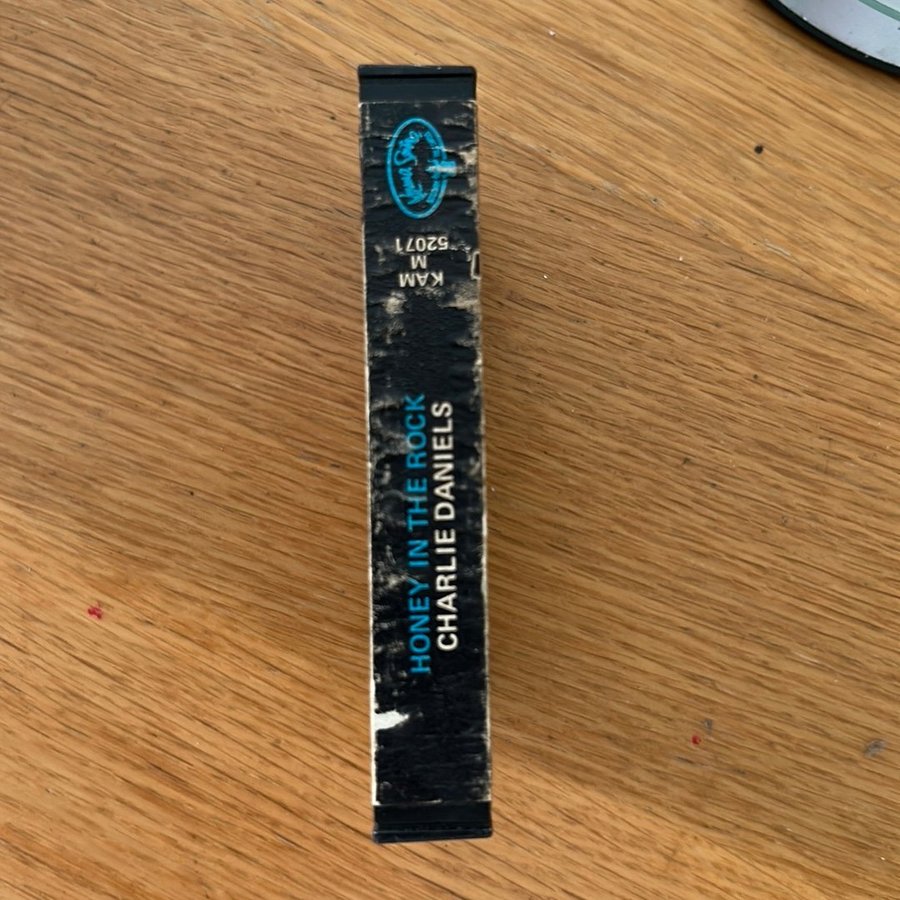 HONEY IN THE ROCK
CHARLIE DANIELS
KAM
M
52071
Kama Sutra